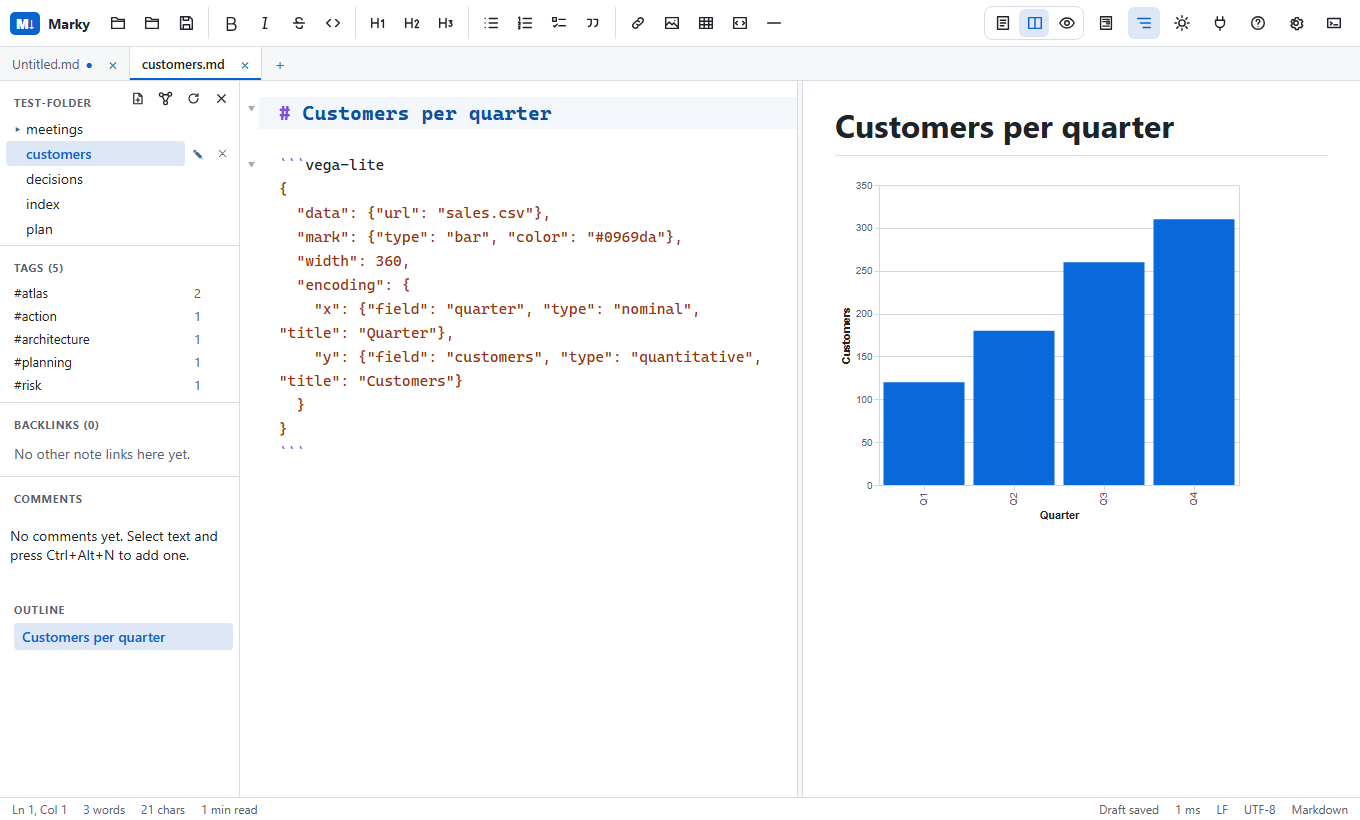 M↓ Marky B I S <> H1 H2 H3
Untitled.md ● × customers.md × +
TEST-FOLDER
meetings
customers
decisions
index
plan
TAGS (5)
#atlas 2
#action 1
#architecture 1
#planning 1
#risk 1
BACKLINKS (0)
No other note links here yet.
COMMENTS
No comments yet. Select text and
press Ctrl+Alt+N to add one.
OUTLINE
Customers per quarter
# Customers per quarter
```vega-lite
{
  "data": {"url": "sales.csv"},
  "mark": {"type": "bar", "color": "#0969da"},
  "width": 360,
  "encoding": {
    "x": {"field": "quarter", "type": "nominal",
"title": "Quarter"},
    "y": {"field": "customers", "type": "quantitative",
"title": "Customers"}
  }
}
```
Customers per quarter
350
300
250
200
150
100
50
0
Customers
Q1 Q2 Q3 Q4
Quarter
Ln 1, Col 1 3 words 21 chars 1 min read Draft saved 1 ms LF UTF-8 Markdown